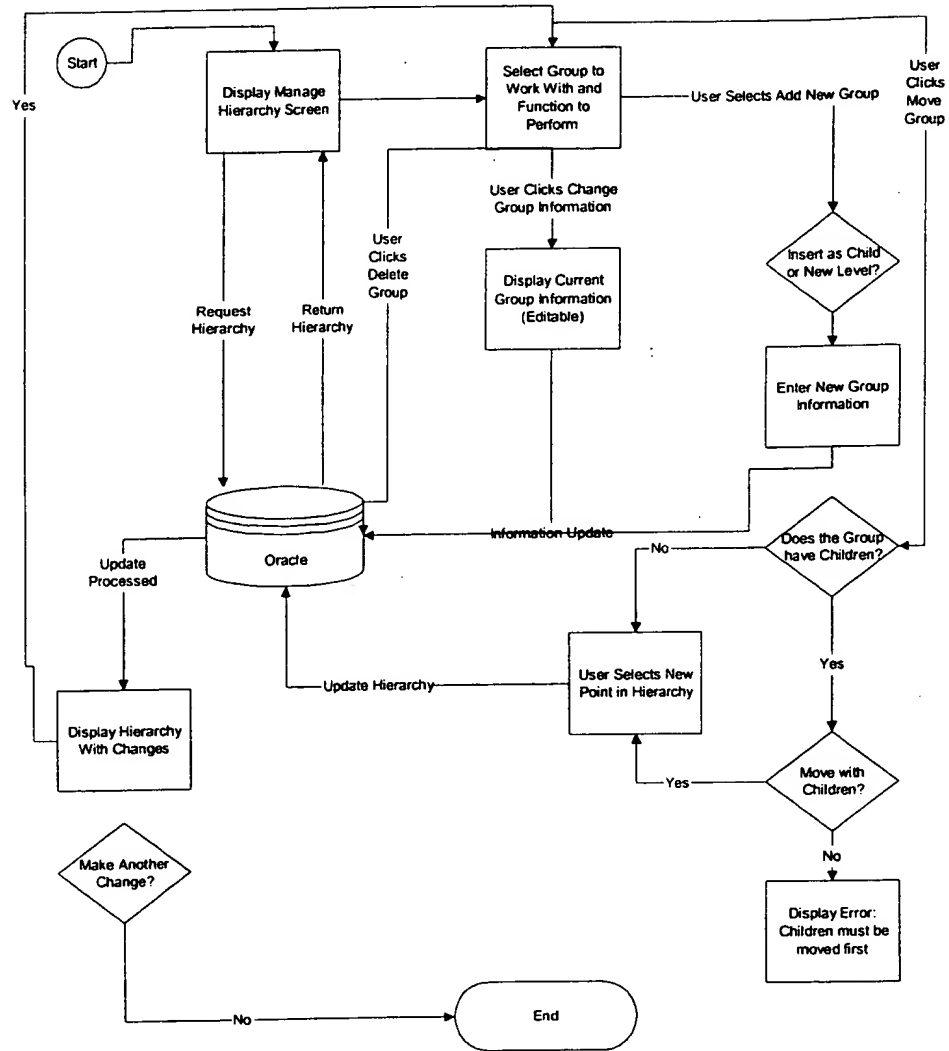 Start
Yes
Display Manage
Hierarchy Screen
Select Group to
Work With and
Function to
Perform
User Selects Add New Group
User
Clicks
Move
Group
User Clicks Change
Group Information
User
Clicks
Delete
Group
Insert as Child
or New Level?
Display Current
Group Information
(Editable)
Request
Hierarchy
Return
Hierarchy
Enter New Group
Information
Information Update
Oracle
Update
Processed
No
Does the Group
have Children?
Yes
User Selects New
Point in Hierarchy
Update Hierarchy
Display Hierarchy
With Changes
Yes
Move with
Children?
No
Make Another
Change?
Display Error:
Children must be
moved first
No
End